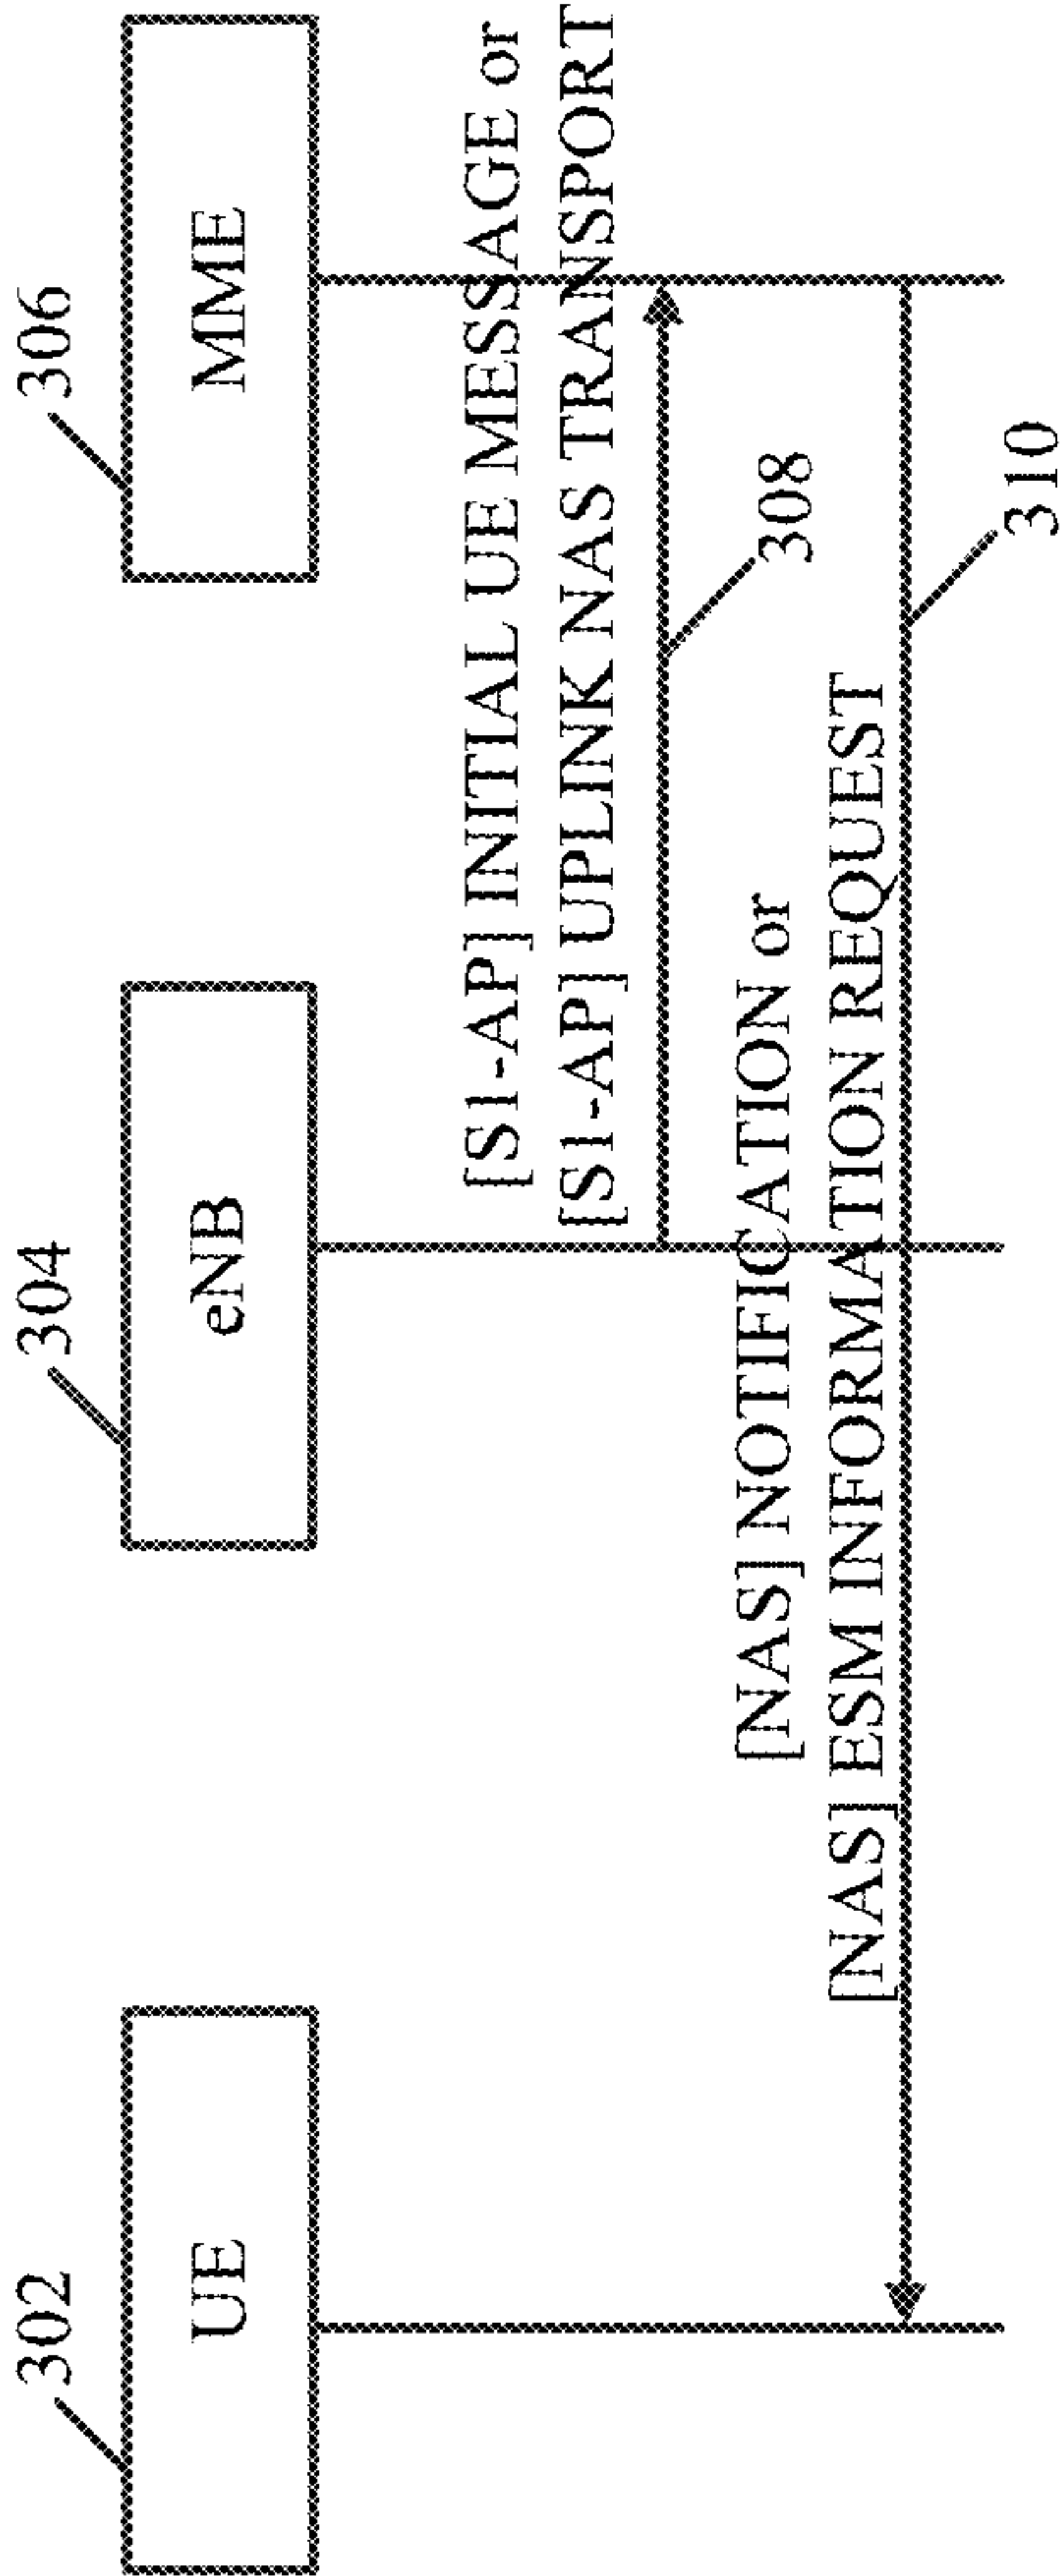 302
304
306
UE
eNB
MME
[S1-AP] INITIAL UE MESSAGE or
[S1-AP] UPLINK NAS TRANSPORT
308
[NAS] NOTIFICATION or
[NAS] ESM INFORMATION REQUEST
310